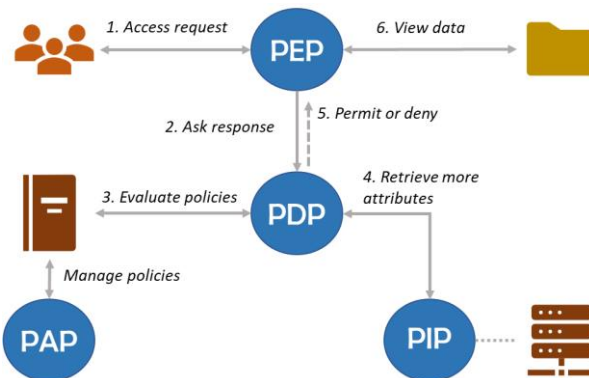 1. Access request
PEP
6. View data
2. Ask response
5. Permit or deny
3. Evaluate policies
PDP
4. Retrieve more
attributes
Manage policies
PAP
PIP